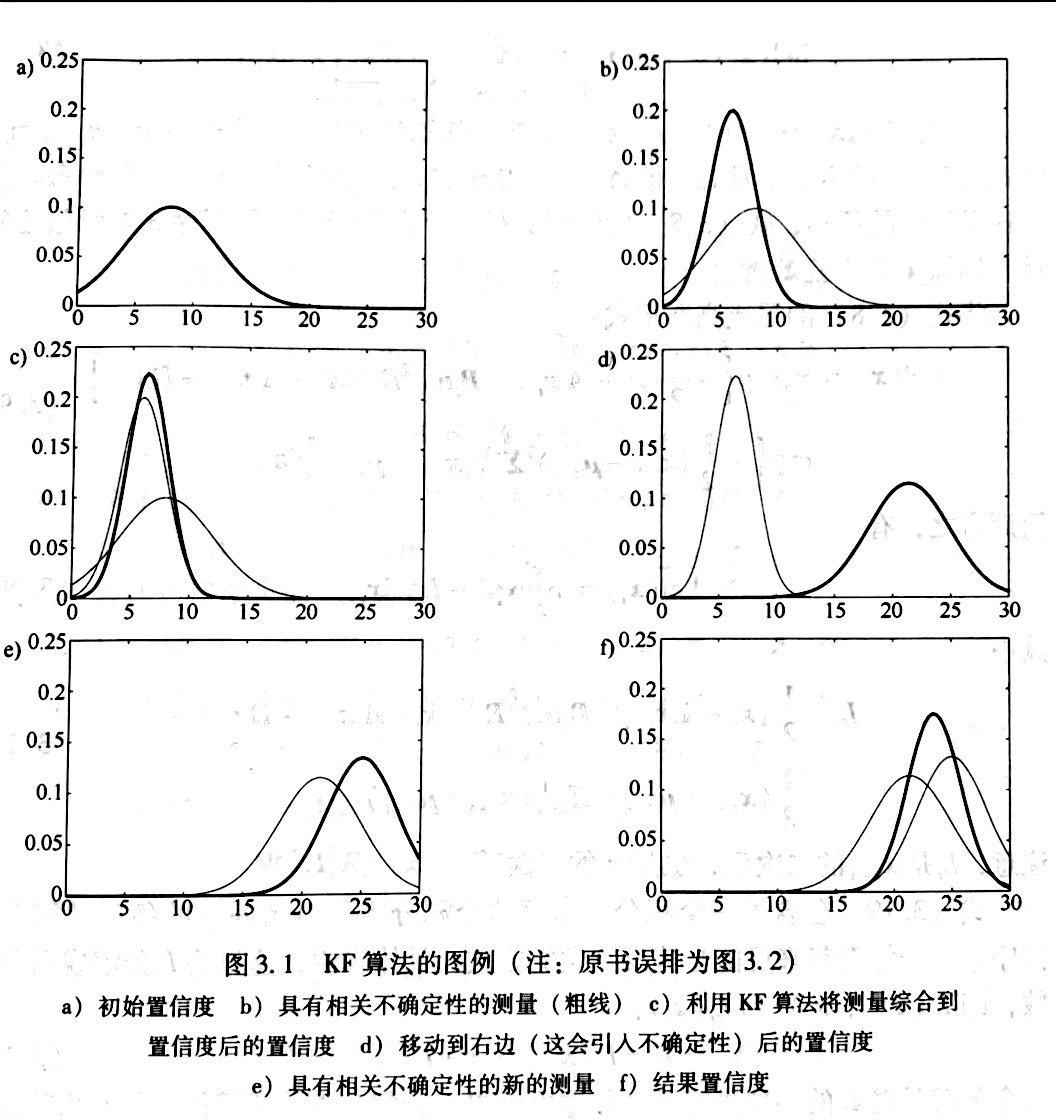 a)
0.25
0.2
0.15
0.1
0.05
0
0 5 10 15 20 25 30
b)
0.25
0.2
0.15
0.1
0.05
0
0 5 10 15 20 25 30
c)
0.25
0.2
0.15
0.1
0.05
0
0 5 10 15 20 25 30
d)
0.25
0.2
0.15
0.1
0.05
0
0 5 10 15 20 25 30
e)
0.25
0.2
0.15
0.1
0.05
0
0 5 10 15 20 25 30
f)
0.25
0.2
0.15
0.1
0.05
0
0 5 10 15 20 25 30
图 3.1 KF 算法的图例（注：原书误排为图 3.2）
a）初始置信度 b）具有相关不确定性的测量（粗线） c）利用 KF 算法将测量综合到
置信度后的置信度 d）移动到右边（这会引人不确定性）后的置信度
e）具有相关不确定性的新的测量 f）结果置信度